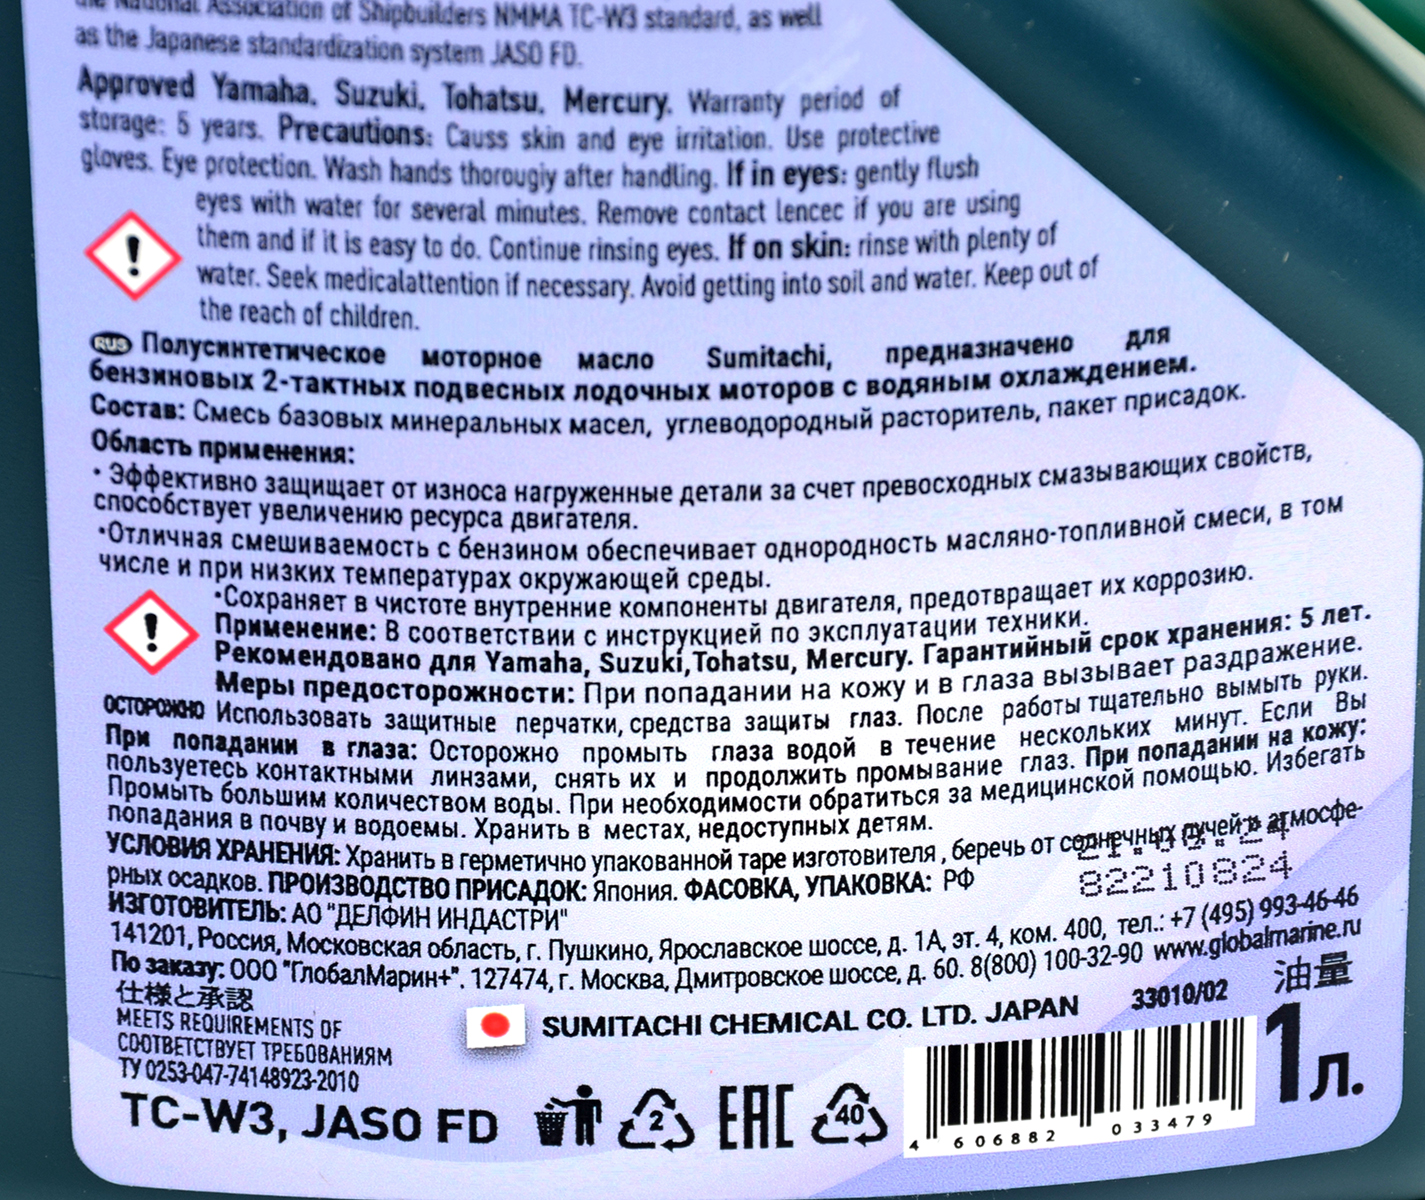 the National Association of Shipbuilders NMMA TC-W3 standard, as well
as the Japanese standardization system JASO FD.
Approved Yamaha, Suzuki, Tohatsu, Mercury. Warranty period of
storage: 5 years. Precautions: Causs skin and eye irritation. Use protective
gloves. Eye protection. Wash hands thorougiy after handling. If in eyes: gently flush
eyes with water for several minutes. Remove contact lencec if you are using
them and if it is easy to do. Continue rinsing eyes. If on skin: rinse with plenty of
water. Seek medicalattention if necessary. Avoid getting into soil and water. Keep out of
the reach of children.
RUS Полусинтетическое моторное масло Sumitachi, предназначено для
бензиновых 2-тактных подвесных лодочных моторов с водяным охлаждением.
Состав: Смесь базовых минеральных масел, углеводородный расторитель, пакет присадок.
Область применения:
· Эффективно защищает от износа нагруженные детали за счет превосходных смазывающих свойств,
способствует увеличению ресурса двигателя.
·Отличная смешиваемость с бензином обеспечивает однородность масляно-топливной смеси, в том
числе и при низких температурах окружающей среды.
·Сохраняет в чистоте внутренние компоненты двигателя, предотвращает их коррозию.
Применение: В соответствии с инструкцией по эксплуатации техники.
Рекомендовано для Yamaha, Suzuki,Tohatsu, Mercury. Гарантийный срок хранения: 5 лет.
Меры предосторожности: При попадании на кожу и в глаза вызывает раздражение.
ОСТОРОЖНО Использовать защитные перчатки, средства защиты глаз. После работы тщательно вымыть руки.
При попадании в глаза: Осторожно промыть глаза водой в течение нескольких минут. Если Вы
пользуетесь контактными линзами, снять их и продолжить промывание глаз. При попадании на кожу:
Промыть большим количеством воды. При необходимости обратиться за медицинской помощью. Избегать
попадания в почву и водоемы. Хранить в местах, недоступных детям.
УСЛОВИЯ ХРАНЕНИЯ: Хранить в герметично упакованной таре изготовителя , беречь от солнечных лучей и атмосфе-
рных осадков. ПРОИЗВОДСТВО ПРИСАДОК: Япония. ФАСОВКА, УПАКОВКА: РФ
82210824
ИЗГОТОВИТЕЛЬ: АО "ДЕЛФИН ИНДАСТРИ"
141201, Россия, Московская область, г. Пушкино, Ярославское шоссе, д. 1А, эт. 4, ком. 400, тел.: +7 (495) 993-46-46
По заказу: ООО "ГлобалМарин+". 127474, г. Москва, Дмитровское шоссе, д. 60. 8(800) 100-32-90 www.globalmarine.ru
仕様と承認
MEETS REQUIREMENTS OF
СООТВЕТСТВУЕТ ТРЕБОВАНИЯМ
ТУ 0253-047-74148923-2010
SUMITACHI CHEMICAL CO. LTD. JAPAN
33010/02
油量
1 л.
TC-W3, JASO FD
2
EAC
40
4 606882 033479